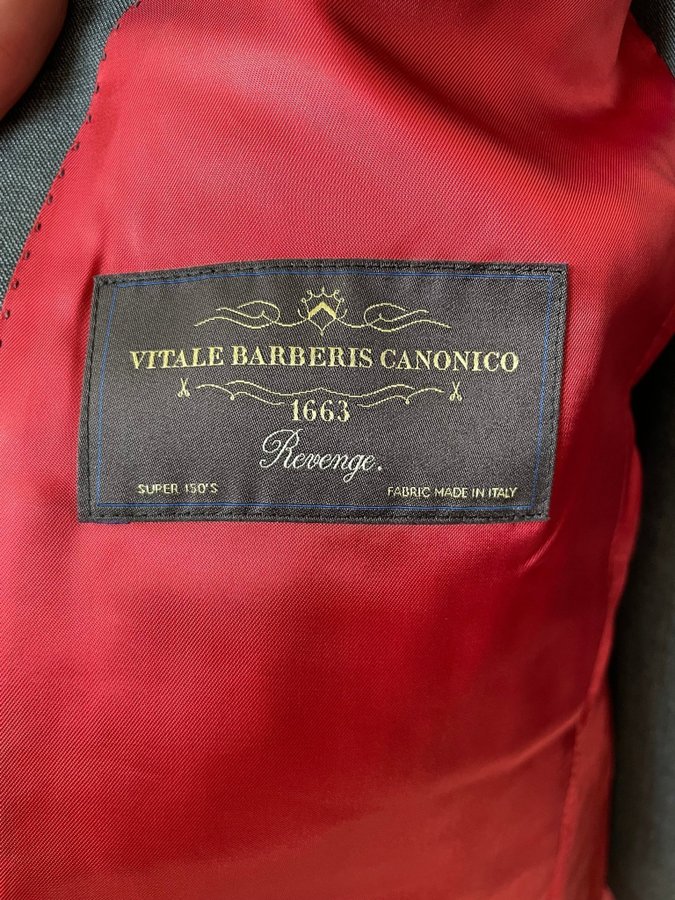 VITALE BARBERIS CANONICO
1663
Revenge.
SUPER 150'S
FABRIC MADE IN ITALY